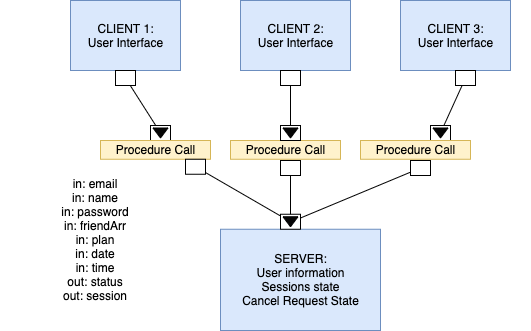 CLIENT 1:
User Interface
CLIENT 2:
User Interface
CLIENT 3:
User Interface
Procedure Call
Procedure Call
Procedure Call
in: email
in: name
in: password
in: friendArr
in: plan
in: date
in: time
out: status
out: session
SERVER:
User information
Sessions state
Cancel Request State